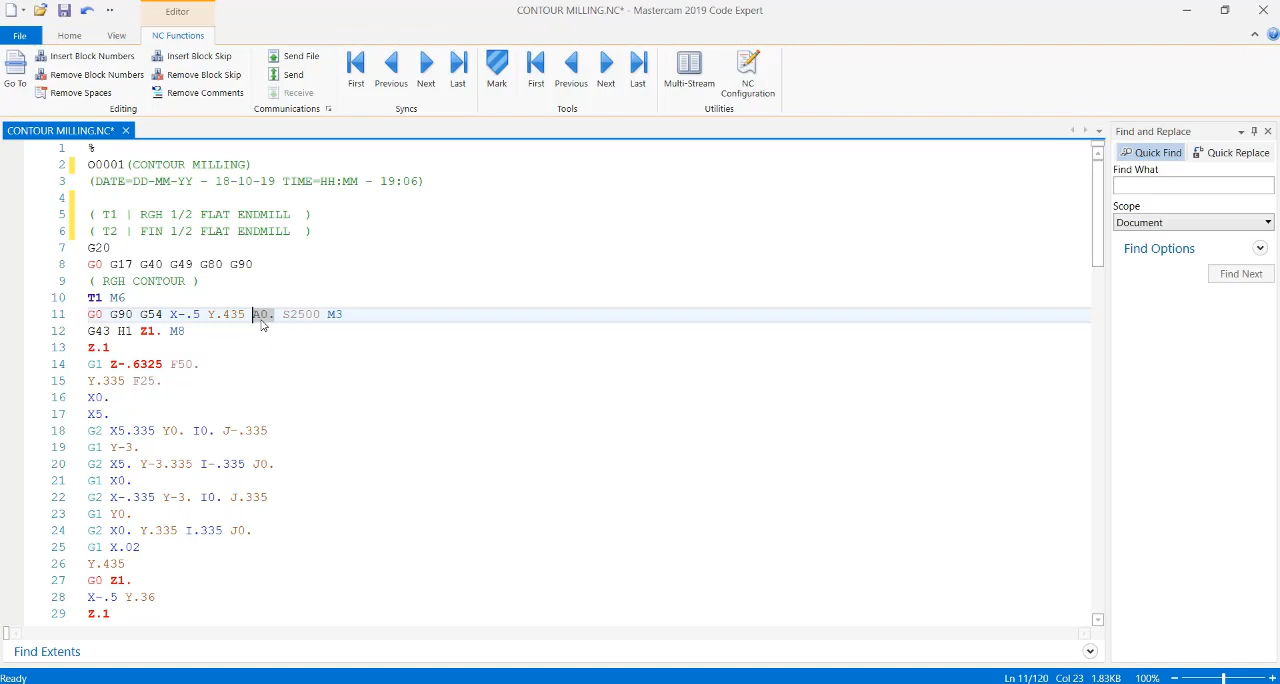 Editor
CONTOUR MILLING.NC* - Mastercam 2019 Code Expert
File Home View NC Functions
Go To
Insert Block Numbers
Remove Block Numbers
Remove Spaces
Insert Block Skip
Remove Block Skip
Remove Comments
Editing
Send File
Send
Receive
Communications
First Previous Next Last
Syncs
Mark
First Previous Next Last
Tools
Multi-Stream
NC Configuration
Utilities
CONTOUR MILLING.NC*
1 %
2 O0001(CONTOUR MILLING)
3 (DATE=DD-MM-YY - 18-10-19 TIME=HH:MM - 19:06)
4
5 ( T1 | RGH 1/2 FLAT ENDMILL )
6 ( T2 | FIN 1/2 FLAT ENDMILL )
7 G20
8 G0 G17 G40 G49 G80 G90
9 ( RGH CONTOUR )
10 T1 M6
11 G0 G90 G54 X-.5 Y.435 A0. S2500 M3
12 G43 H1 Z1. M8
13 Z.1
14 G1 Z-.6325 F50.
15 Y.335 F25.
16 X0.
17 X5.
18 G2 X5.335 Y0. I0. J-.335
19 G1 Y-3.
20 G2 X5. Y-3.335 I-.335 J0.
21 G1 X0.
22 G2 X-.335 Y-3. I0. J.335
23 G1 Y0.
24 G2 X0. Y.335 I.335 J0.
25 G1 X.02
26 Y.435
27 G0 Z1.
28 X-.5 Y.36
29 Z.1
Find and Replace
Quick Find Quick Replace
Find What
Scope
Document
Find Options
Find Next
Find Extents
Ready
Ln 11/120 Col 23 1.83KB 100%